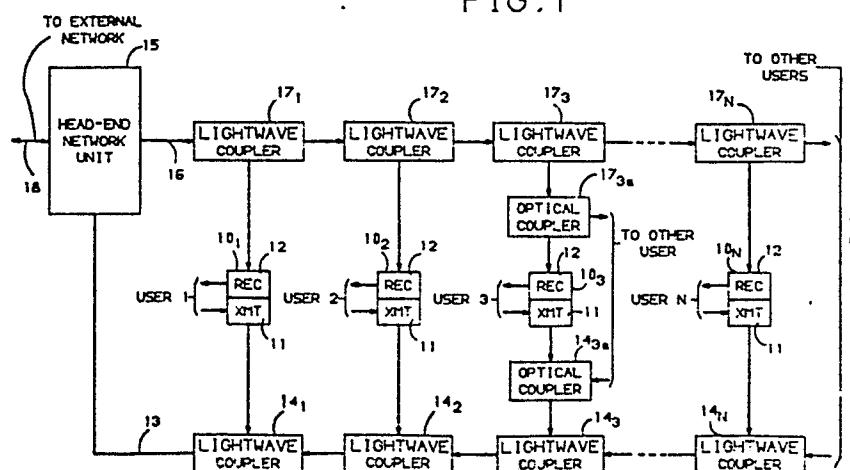 FIG.1
TO EXTERNAL
NETWORK
15
HEAD-END
NETWORK
UNIT
18
16
17₁
LIGHTWAVE
COUPLER
17₂
LIGHTWAVE
COUPLER
17₃
LIGHTWAVE
COUPLER
17N
LIGHTWAVE
COUPLER
TO OTHER
USERS
17₃ₐ
OPTICAL
COUPLER
TO OTHER
USER
10₁
12
REC
XMT
USER 1
11
10₂
12
REC
XMT
USER 2
11
12
10₃
REC
XMT
USER 3
11
10N
12
REC
XMT
USER N
11
14₃ₐ
OPTICAL
COUPLER
13
14₁
LIGHTWAVE
COUPLER
14₂
LIGHTWAVE
COUPLER
14₃
LIGHTWAVE
COUPLER
14N
LIGHTWAVE
COUPLER